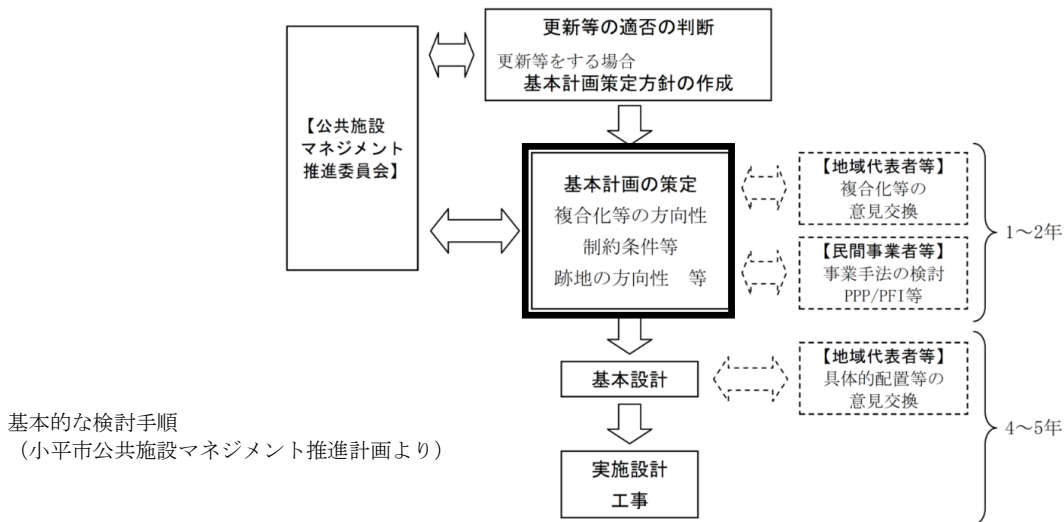 更新等の適否の判断
更新等をする場合
基本計画策定方針の作成
【公共施設
マネジメント
推進委員会】
基本計画の策定
複合化等の方向性
制約条件等
跡地の方向性　等
【地域代表者等】
複合化等の
意見交換
【民間事業者等】
事業手法の検討
PPP/PFI等
1～2年
基本設計
【地域代表者等】
具体的配置等の
意見交換
4～5年
実施設計
工事
基本的な検討手順
（小平市公共施設マネジメント推進計画より）